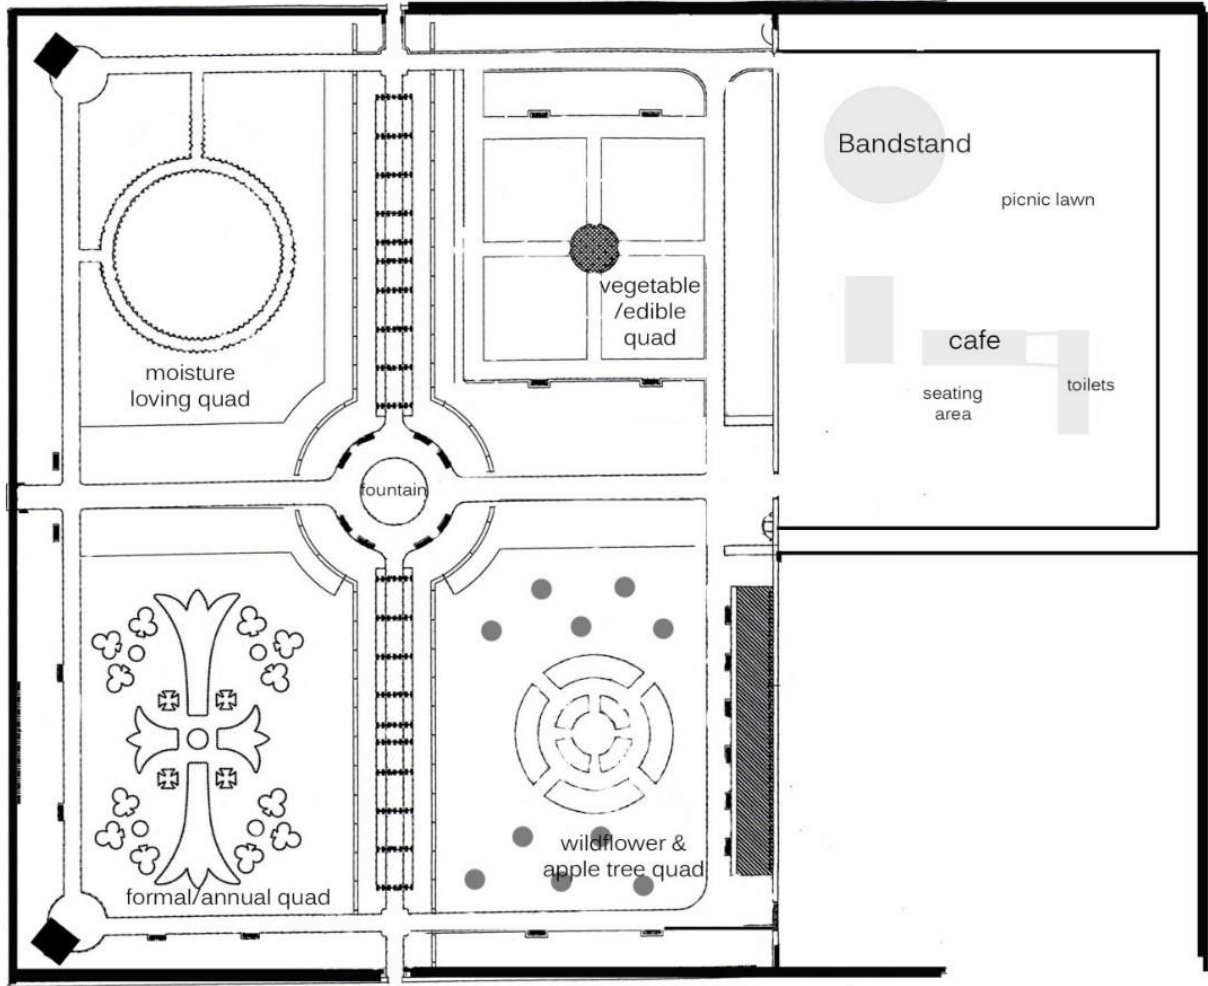 Bandstand
picnic lawn
vegetable
/edible
quad
cafe
moisture
loving quad
seating
area
toilets
fountain
wildflower &
apple tree quad
formal/annual quad